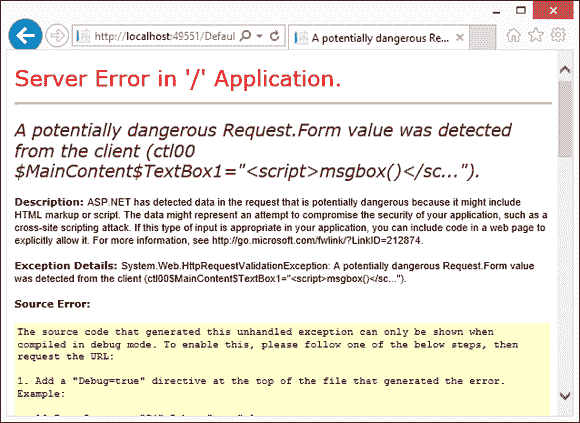 http://localhost:49551/Defaul
A potentially dangerous Re...
Server Error in '/' Application.
A potentially dangerous Request.Form value was detected
from the client (ctl00
$MainContent$TextBox1="<script>msgbox()</sc...").
Description: ASP.NET has detected data in the request that is potentially dangerous because it might include
HTML markup or script. The data might represent an attempt to compromise the security of your application, such as a
cross-site scripting attack. If this type of input is appropriate in your application, you can include code in a web page to
explicitly allow it. For more information, see http://go.microsoft.com/fwlink/?LinkID=212874.
Exception Details: System.Web.HttpRequestValidationException: A potentially dangerous Request.Form value
was detected from the client (ctl00$MainContent$TextBox1="<script>msgbox()</sc...").
Source Error:
The source code that generated this unhandled exception can only be shown when
compiled in debug mode. To enable this, please follow one of the below steps, then
request the URL:
1. Add a "Debug=true" directive at the top of the file that generated the error.
Example: